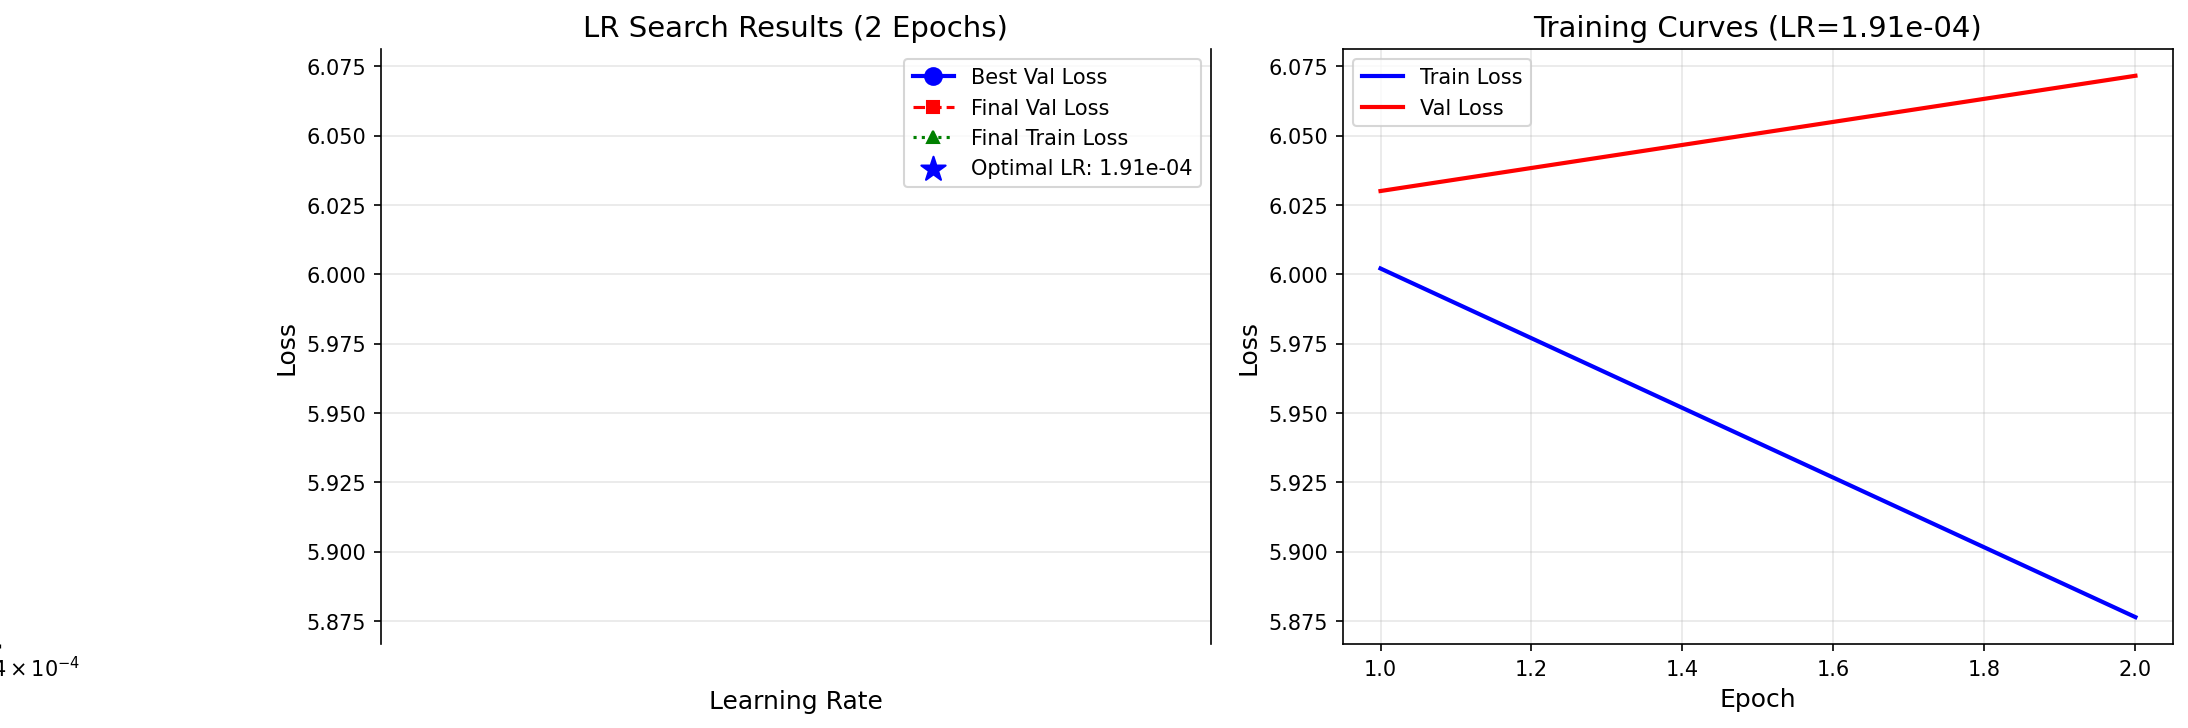 LR Search Results (2 Epochs)
6.075
6.050
6.025
6.000
5.975
5.950
5.925
5.900
5.875
Loss
Best Val Loss
Final Val Loss
Final Train Loss
Optimal LR: 1.91e-04
4 × 10⁻⁴
Learning Rate
Training Curves (LR=1.91e-04)
6.075
6.050
6.025
6.000
5.975
5.950
5.925
5.900
5.875
Loss
Train Loss
Val Loss
1.0 1.2 1.4 1.6 1.8 2.0
Epoch